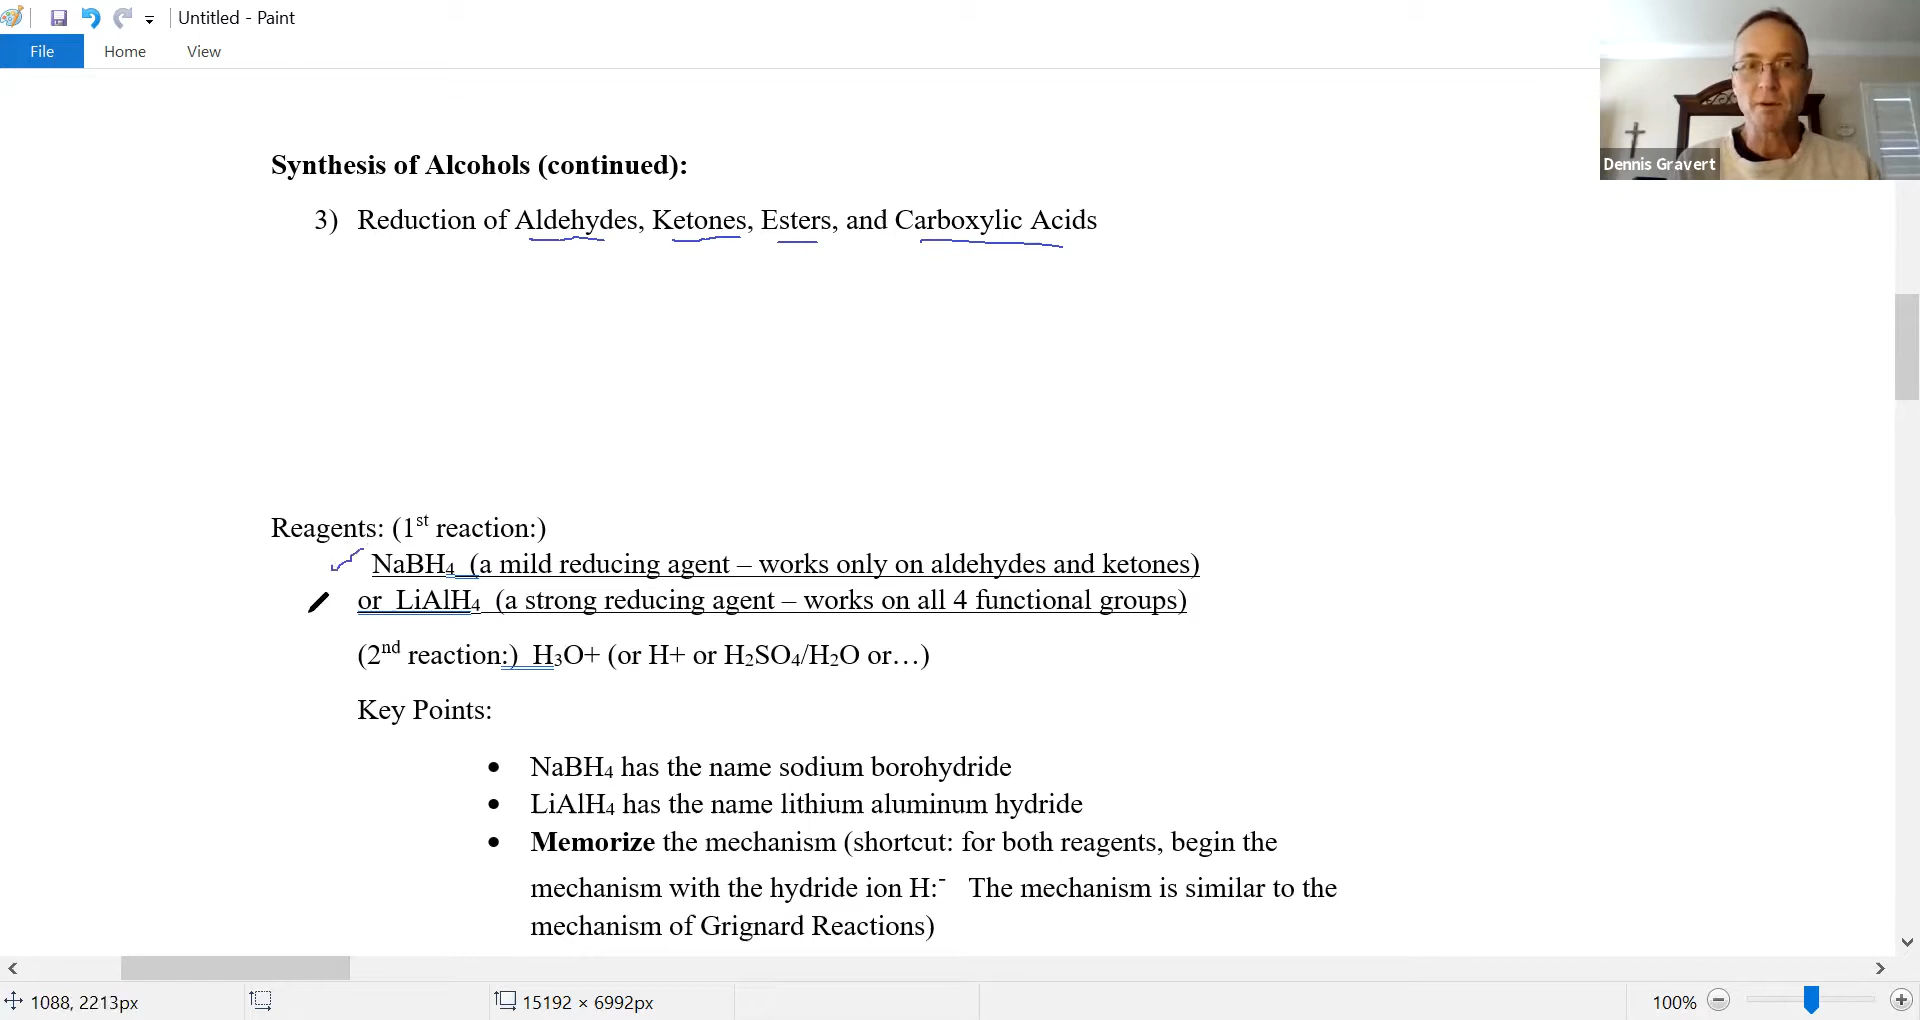 Untitled - Paint
File Home View
Dennis Gravert
Synthesis of Alcohols (continued):
3) Reduction of Aldehydes, Ketones, Esters, and Carboxylic Acids
Reagents: (1st reaction:)
NaBH4 (a mild reducing agent – works only on aldehydes and ketones)
or LiAlH4 (a strong reducing agent – works on all 4 functional groups)
(2nd reaction:) H3O+ (or H+ or H2SO4/H2O or…)
Key Points:
• NaBH4 has the name sodium borohydride
• LiAlH4 has the name lithium aluminum hydride
• Memorize the mechanism (shortcut: for both reagents, begin the
mechanism with the hydride ion H:- The mechanism is similar to the
mechanism of Grignard Reactions)
1088, 2213px 15192 × 6992px 100%